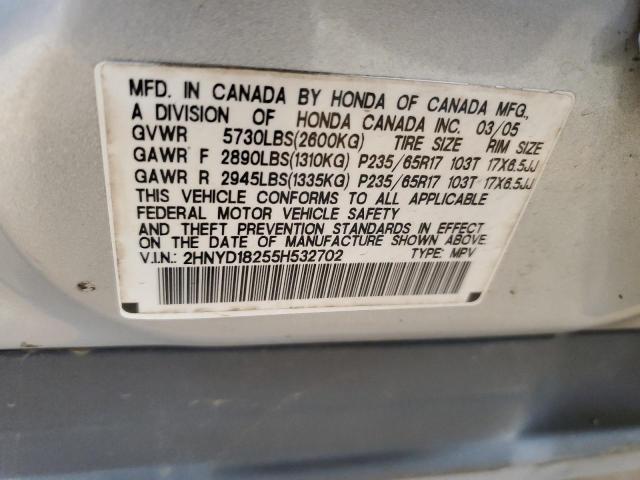 MFD. IN CANADA BY HONDA OF CANADA MFG.,
A DIVISION OF HONDA CANADA INC. 03/05
GVWR 5730LBS(2600KG) TIRE SIZE RIM SIZE
GAWR F 2890LBS(1310KG) P235/65R17 103T 17X6.5JJ
GAWR R 2945LBS(1335KG) P235/65R17 103T 17X6.5JJ
THIS VEHICLE CONFORMS TO ALL APPLICABLE
FEDERAL MOTOR VEHICLE SAFETY
AND THEFT PREVENTION STANDARDS IN EFFECT
ON THE DATE OF MANUFACTURE SHOWN ABOVE.
V.I.N.: 2HNYD18255H532702 TYPE: MPV